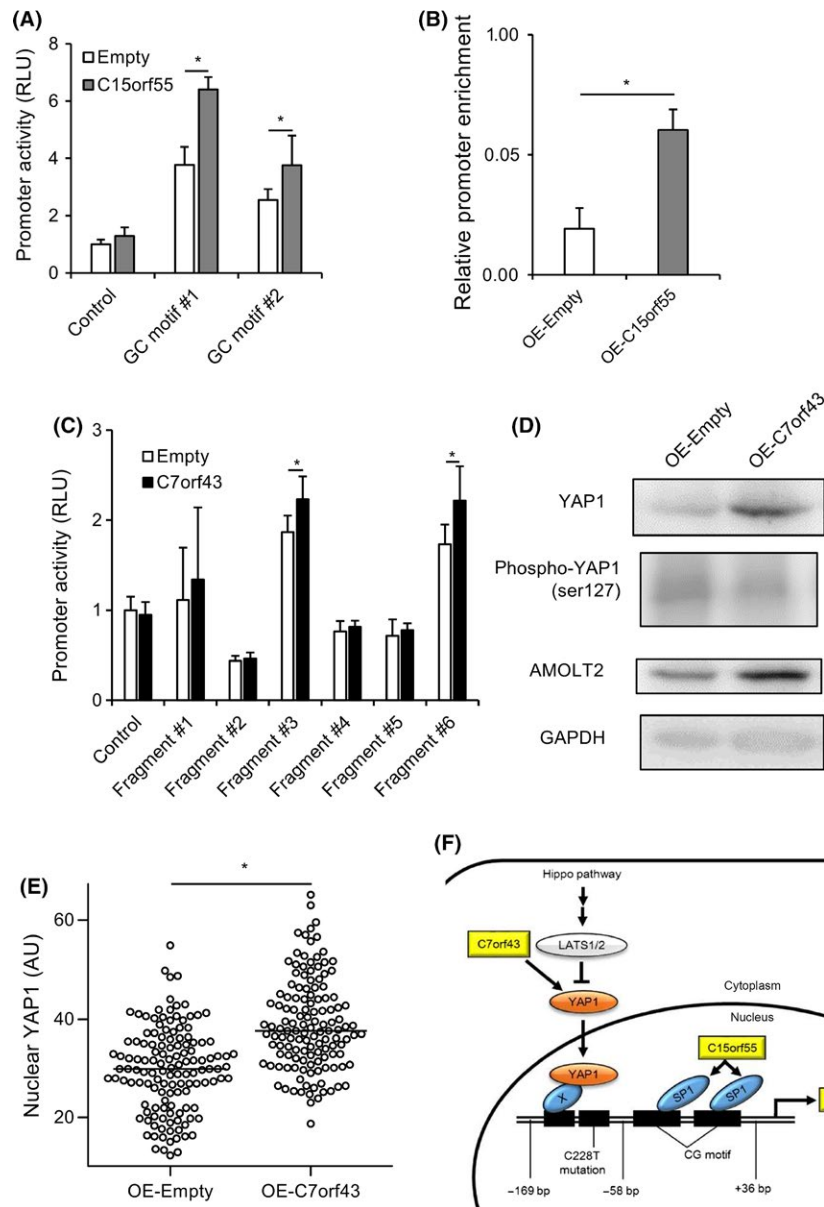 (A)
Promoter activity (RLU)
8
6
4
2
0
Empty
C15orf55
*
*
Control
GC motif #1
GC motif #2
(B)
Relative promoter enrichment
1.00
0.05
0.00
*
OE-Empty
OE-C15orf55
(C)
Promoter activity (RLU)
3
2
1
0
Empty
C7orf43
*
*
Control
Fragment #1
Fragment #2
Fragment #3
Fragment #4
Fragment #5
Fragment #6
(D)
OE-Empty
OE-C7orf43
YAP1
Phospho-YAP1
(ser127)
AMOLT2
GAPDH
(E)
Nuclear YAP1 (AU)
60
40
20
*
OE-Empty
OE-C7orf43
(F)
Hippo pathway
C7orf43
LATS1/2
YAP1
Cytoplasm
Nucleus
C15orf55
YAP1
X
SP1
SP1
C228T
mutation
CG motif
−169 bp
−58 bp
+36 bp